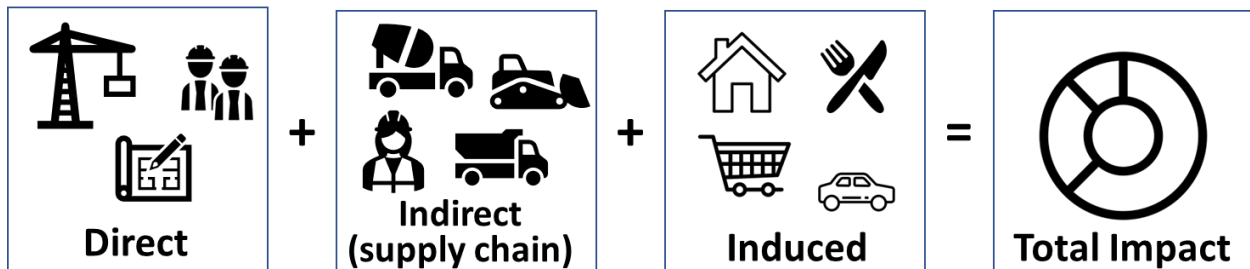 Direct
+
Indirect
(supply chain)
+
Induced
=
Total Impact